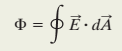 Φ = ∮ E⃗ · dA⃗